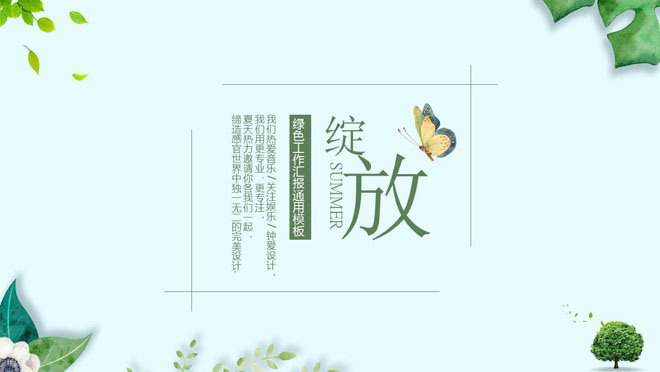 绽放
SUMMER
绿色工作汇报通用模板
我们热爱音乐/关注娱乐/钟爱设计，
我们用更专业，更专注，
夏天热力邀请你各我们一起，
缔造感官世界中独一无二的完美设计。